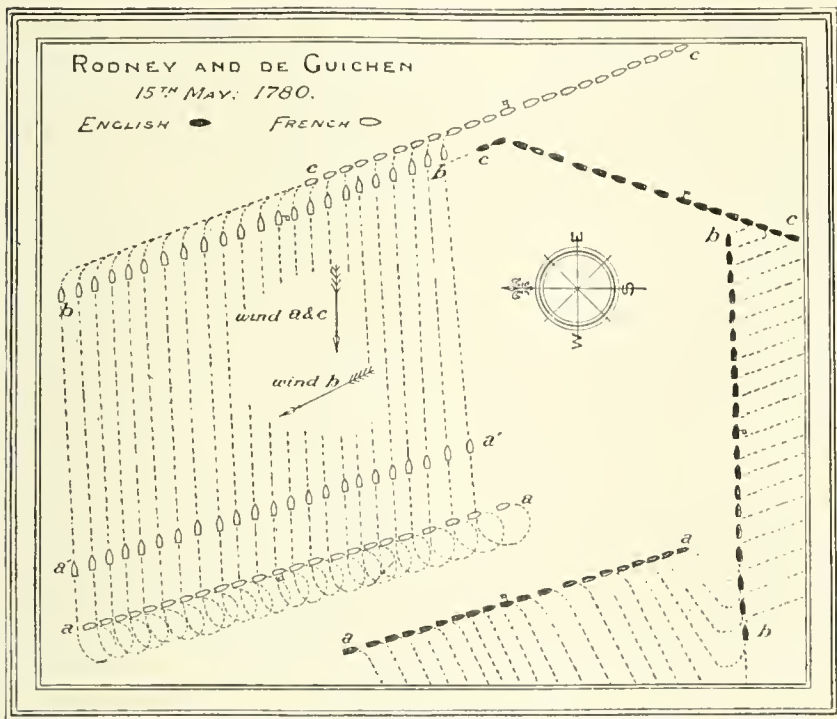 RODNEY AND DE GUICHEN
15TH MAY: 1780.
ENGLISH FRENCH
c
c
b
c
c
b
E
S
W
b
wind a&c
wind b
a'
a
a'
a
a
a
b